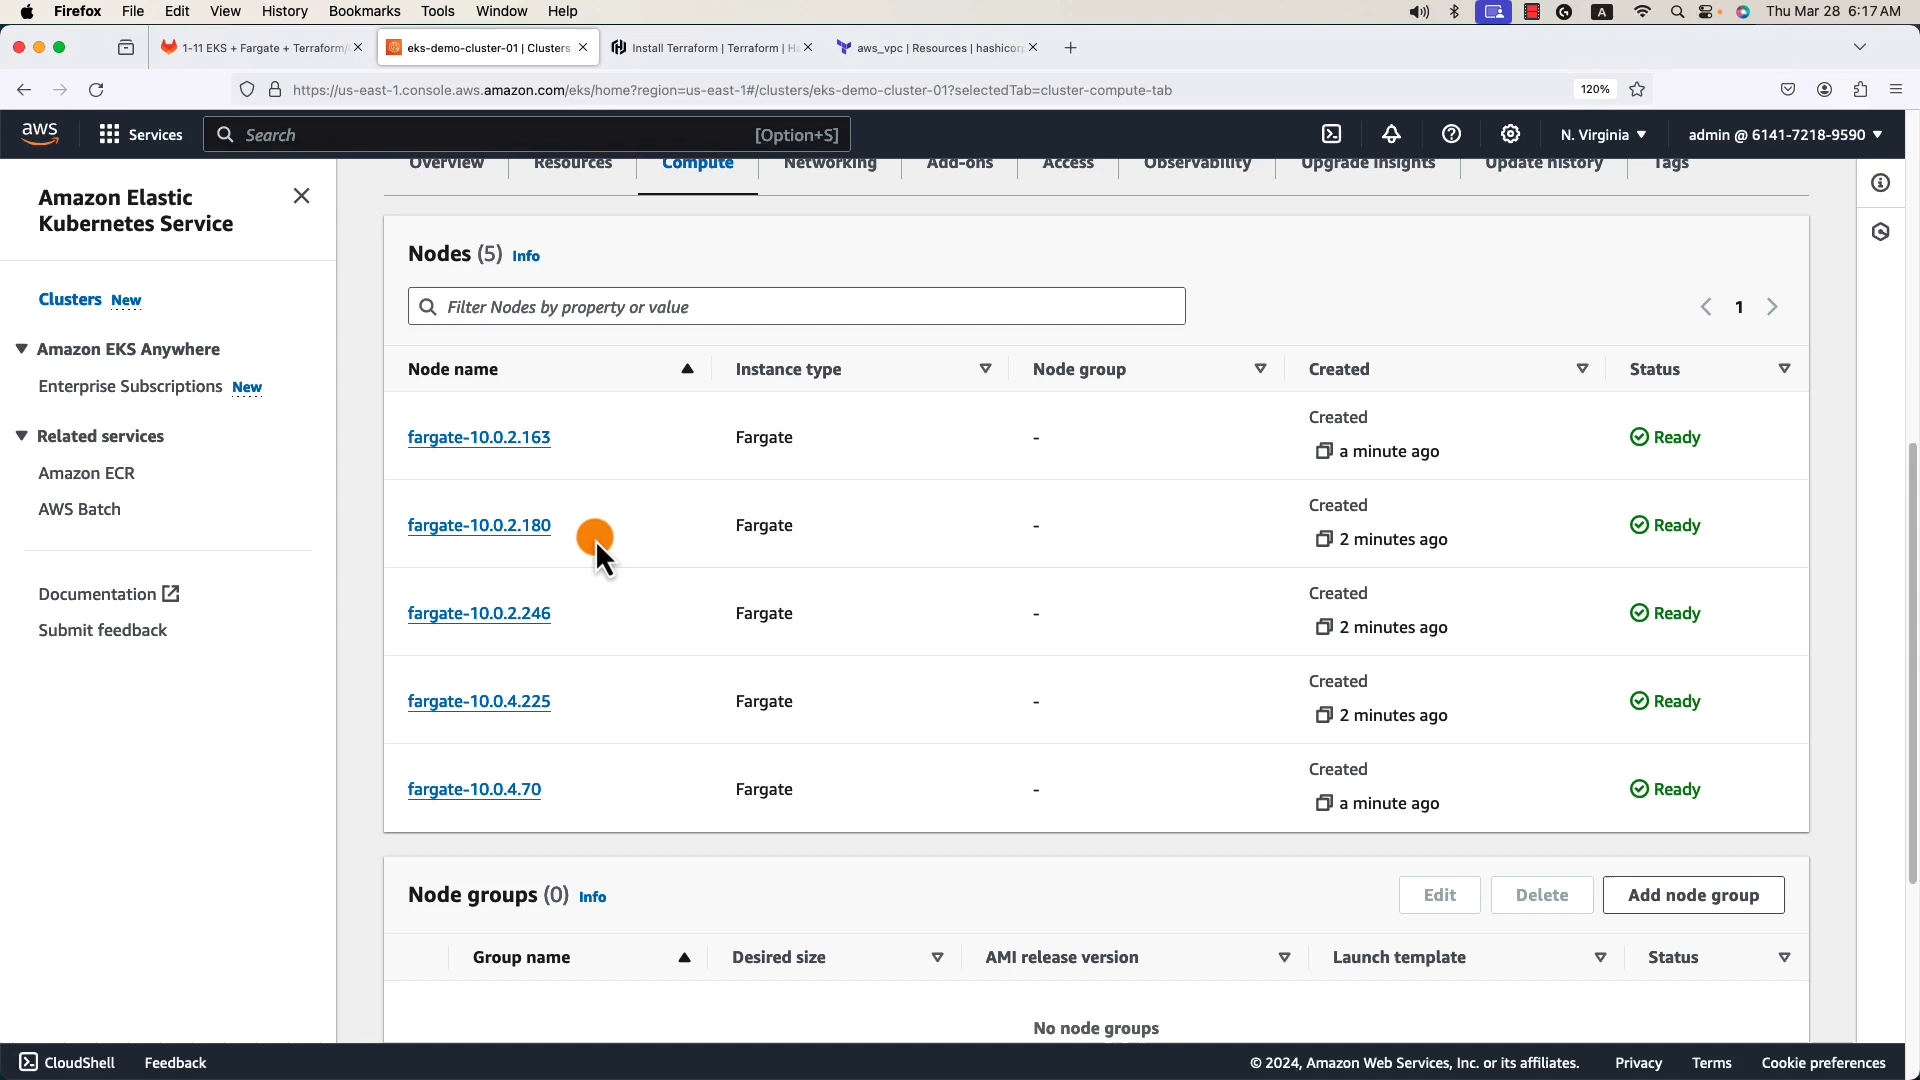 Firefox File Edit View History Bookmarks Tools Window Help
A Thu Mar 28 6:17 AM
1-11 EKS + Fargate + Terraform/
eks-demo-cluster-01 | Clusters
Install Terraform | Terraform | Ha
aws_vpc | Resources | hashicorp
https://us-east-1.console.aws.amazon.com/eks/home?region=us-east-1#/clusters/eks-demo-cluster-01?selectedTab=cluster-compute-tab
120%
aws Services Search [Option+S] N. Virginia admin @ 6141-7218-9590
Overview Resources Compute Networking Add-ons Access Observability Upgrade insights Update history Tags
Amazon Elastic
Kubernetes Service
Clusters New
Amazon EKS Anywhere
Enterprise Subscriptions New
Related services
Amazon ECR
AWS Batch
Documentation
Submit feedback
Nodes (5) Info
Filter Nodes by property or value
1
Node name Instance type Node group Created Status
Created
fargate-10.0.2.163 Fargate - Ready
a minute ago
Created
fargate-10.0.2.180 Fargate - Ready
2 minutes ago
Created
fargate-10.0.2.246 Fargate - Ready
2 minutes ago
Created
fargate-10.0.4.225 Fargate - Ready
2 minutes ago
Created
fargate-10.0.4.70 Fargate - Ready
a minute ago
Node groups (0) Info
Edit Delete Add node group
Group name Desired size AMI release version Launch template Status
No node groups
CloudShell Feedback © 2024, Amazon Web Services, Inc. or its affiliates. Privacy Terms Cookie preferences